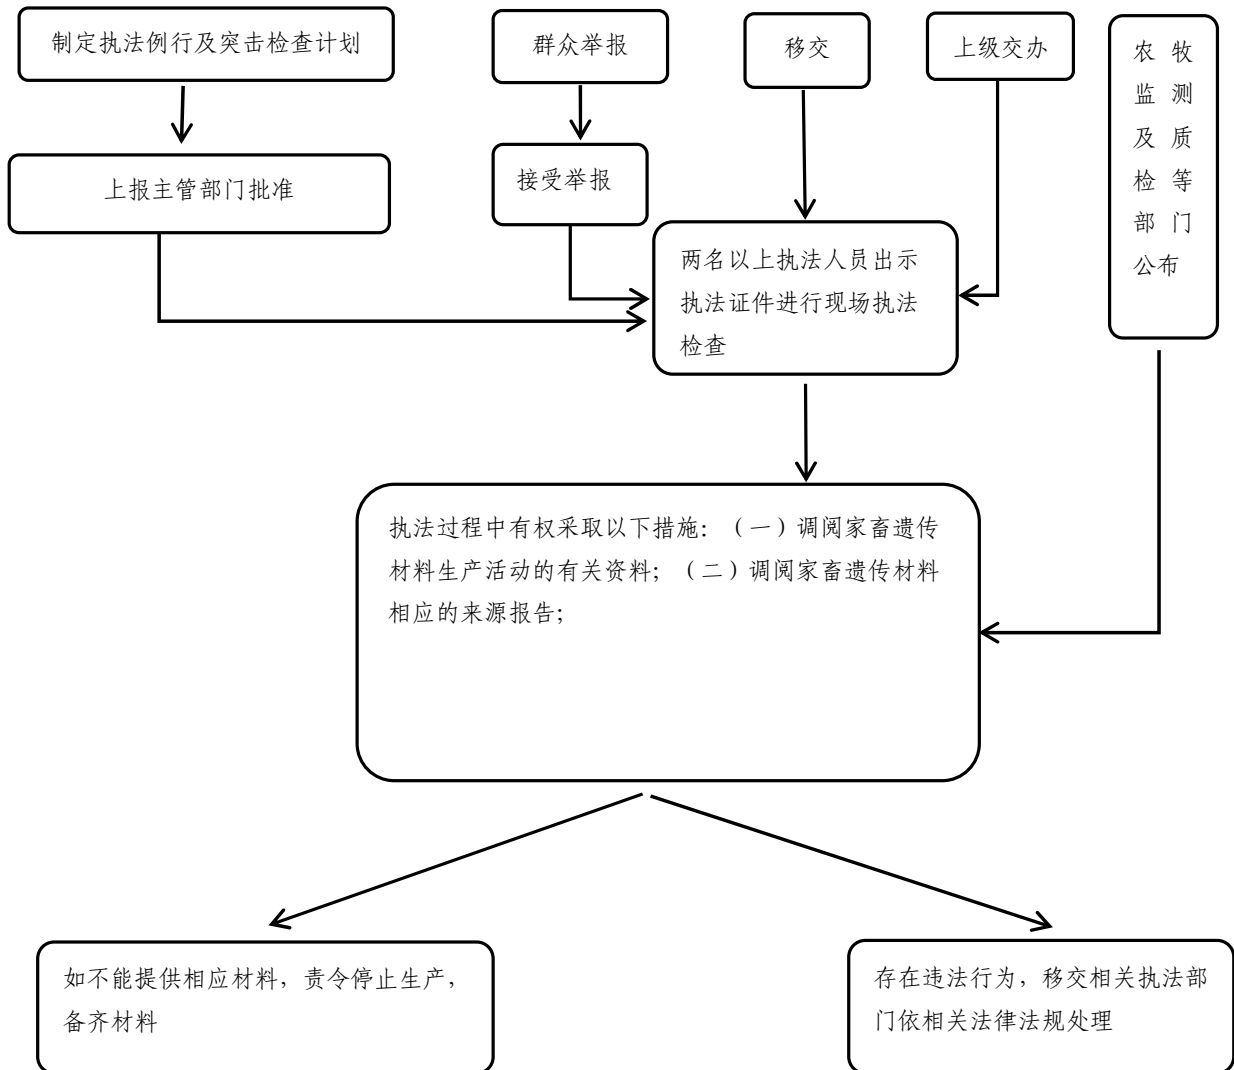 制定执法例行及突击检查计划
群众举报
移交
上级交办
农牧
监测
及质
检等
部门
公布
上报主管部门批准
接受举报
两名以上执法人员出示
执法证件进行现场执法
检查
执法过程中有权采取以下措施：（一）调阅家畜遗传
材料生产活动的有关资料；（二）调阅家畜遗传材料
相应的来源报告；
如不能提供相应材料，责令停止生产，
备齐材料
存在违法行为，移交相关执法部
门依相关法律法规处理